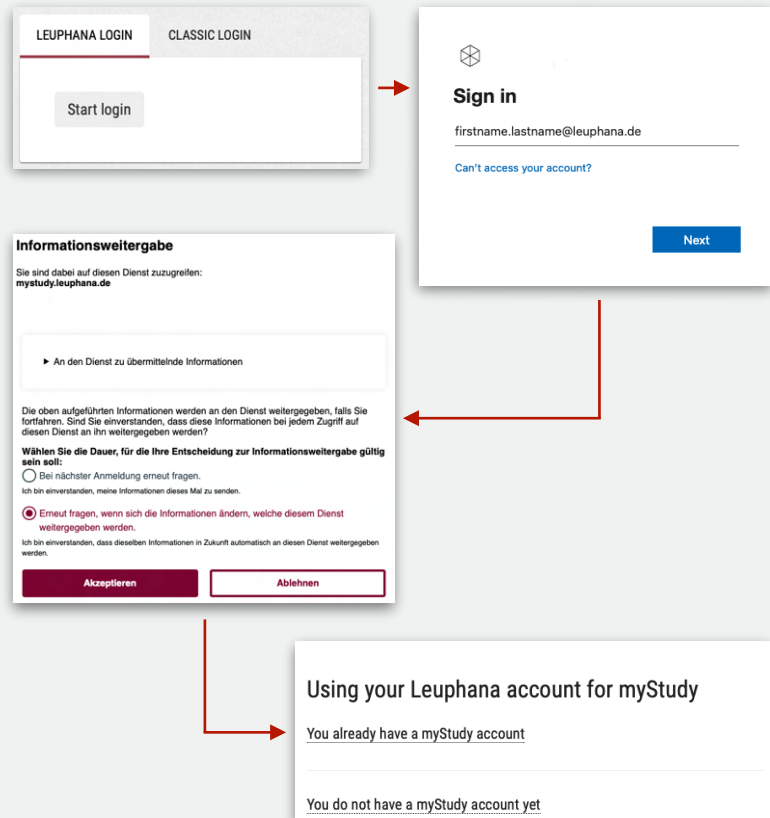 LEUPHANA LOGIN
CLASSIC LOGIN
Start login
Sign in
firstname.lastname@leuphana.de
Can't access your account?
Next
Informationsweitergabe
Sie sind dabei auf diesen Dienst zuzugreifen:
mystudy.leuphana.de
An den Dienst zu übermittelnde Informationen
Die oben aufgeführten Informationen werden an den Dienst weitergegeben, falls Sie
fortfahren. Sind Sie einverstanden, dass diese Informationen bei jedem Zugriff auf
diesen Dienst an ihn weitergegeben werden?
Wählen Sie die Dauer, für die Ihre Entscheidung zur Informationsweitergabe gültig
sein soll:
Bei nächster Anmeldung erneut fragen.
Ich bin einverstanden, meine Informationen dieses Mal zu senden.
Erneut fragen, wenn sich die Informationen ändern, welche diesem Dienst
weitergegeben werden.
Ich bin einverstanden, dass dieselben Informationen in Zukunft automatisch an diesen Dienst weitergegeben
werden.
Akzeptieren
Ablehnen
Using your Leuphana account for myStudy
You already have a myStudy account
You do not have a myStudy account yet